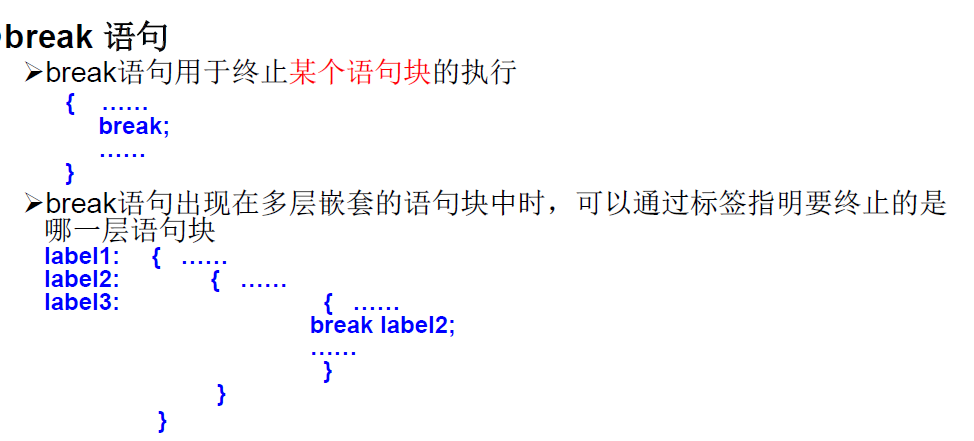 break 语句
➢break语句用于终止某个语句块的执行
{ ……
break;
……
}
➢break语句出现在多层嵌套的语句块中时，可以通过标签指明要终止的是
哪一层语句块
label1: { ……
label2: { ……
label3: { ……
break label2;
……
}
}
}